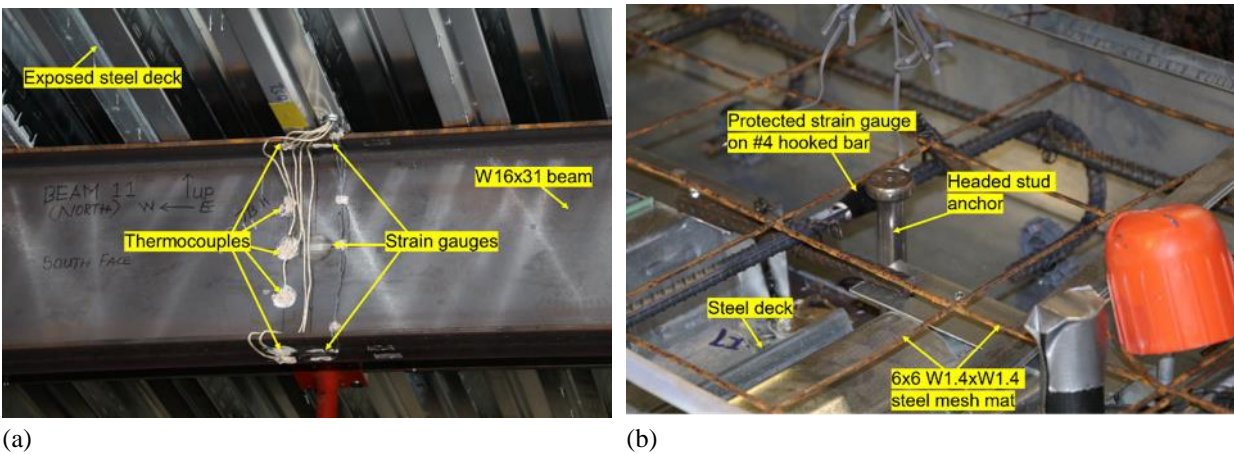 Exposed steel deck
BEAM 11
(NORTH)
UP
W
E
SOUTH FACE
W16x31 beam
Thermocouples
Strain gauges
Protected strain gauge
on #4 hooked bar
Headed stud
anchor
Steel deck
6x6 W1.4xW1.4
steel mesh mat
(a)
(b)